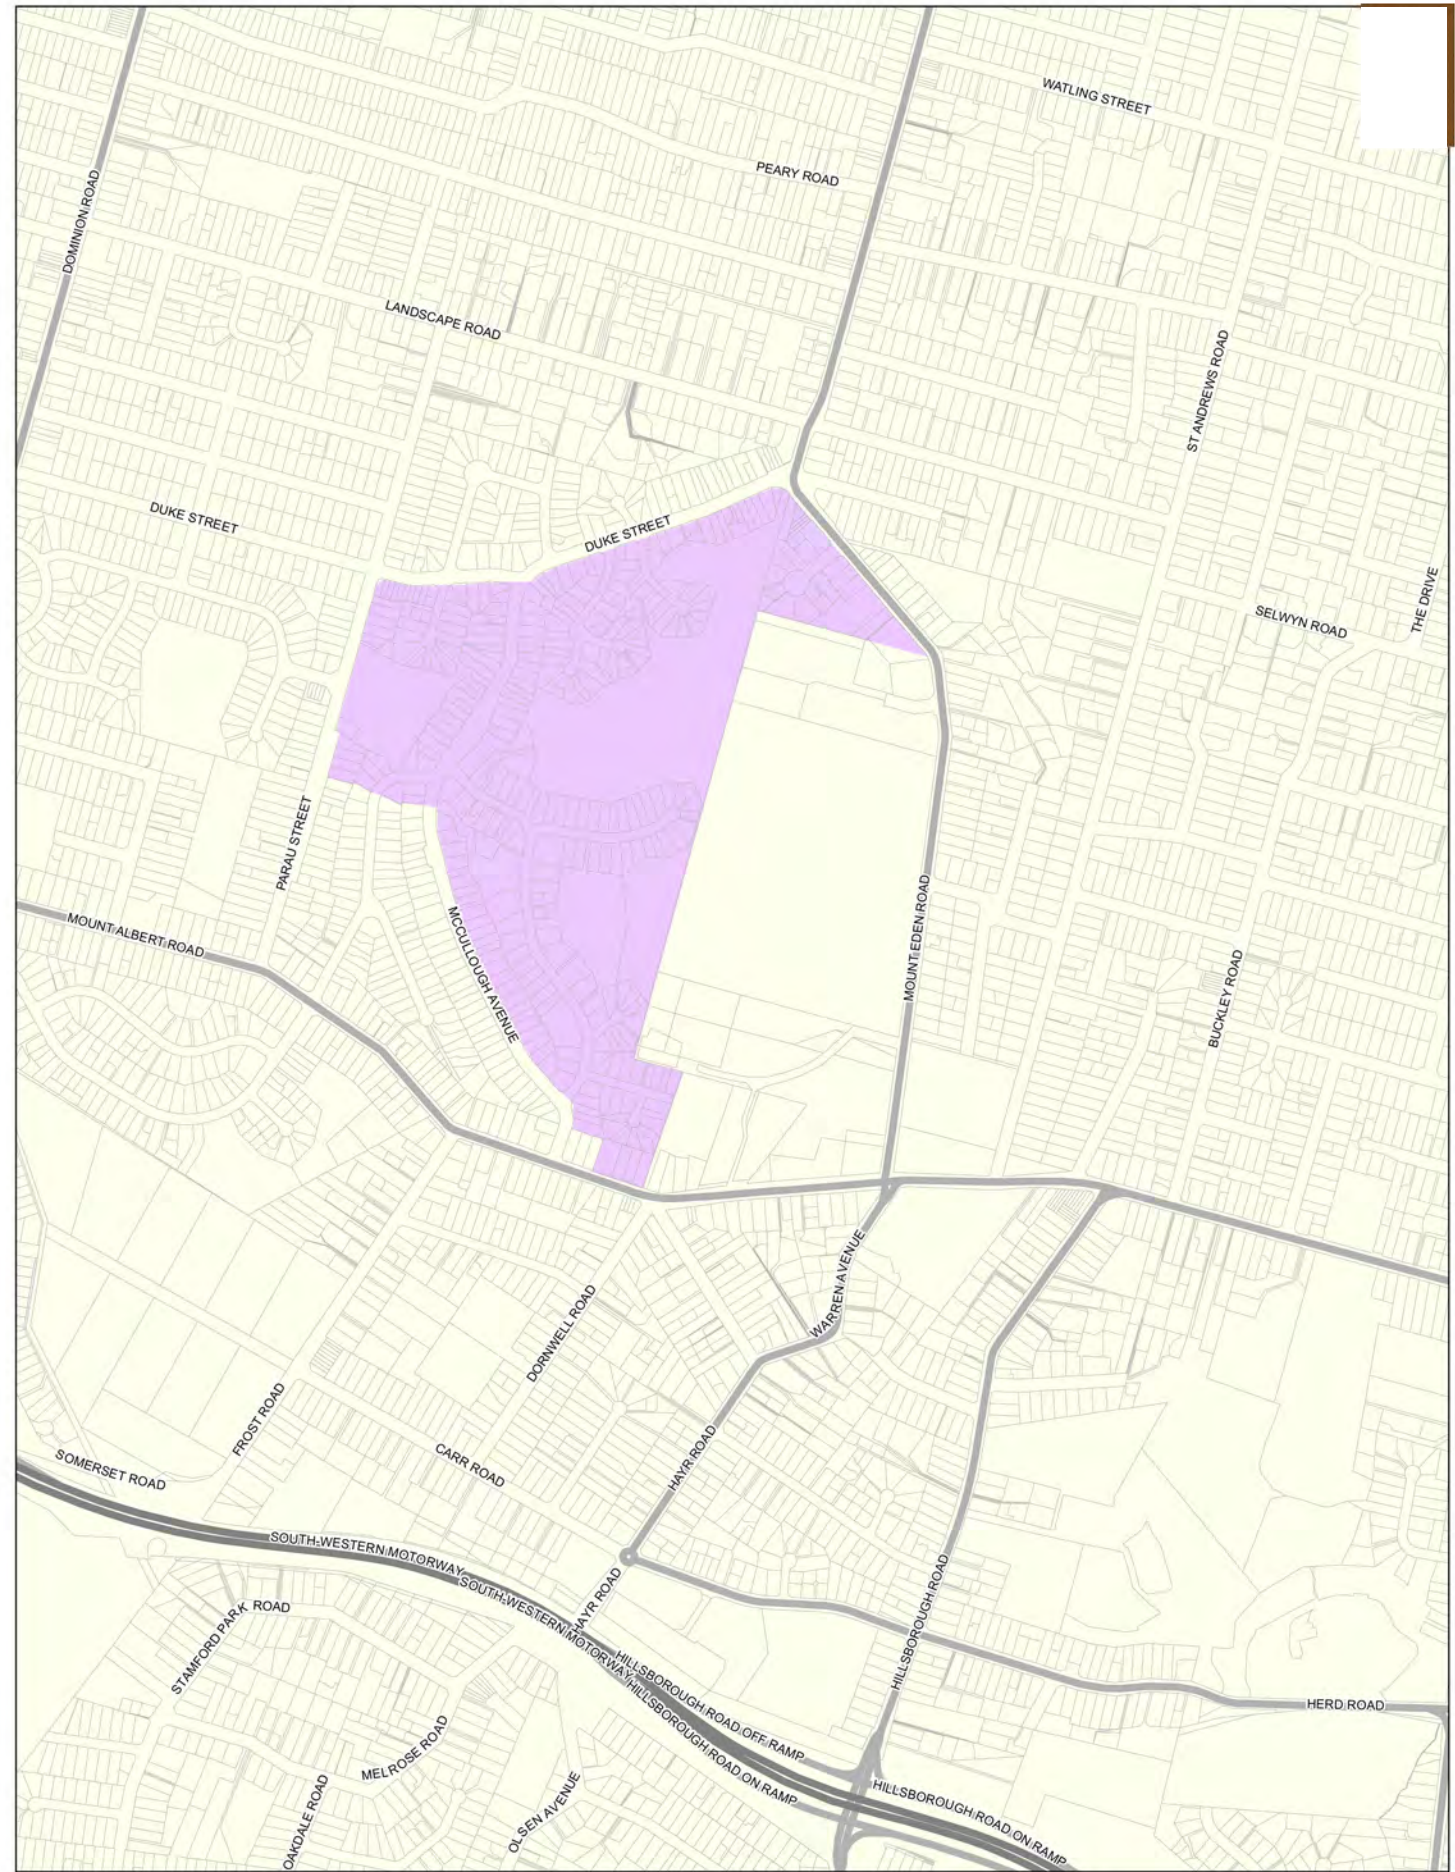 WATLING STREET
PEARY ROAD
DOMINION ROAD
LANDSCAPE ROAD
ST ANDREWS ROAD
DUKE STREET
DUKE STREET
THE DRIVE
SELWYN ROAD
PARAU STREET
MOUNT ALBERT ROAD
MCCULLOUGH AVENUE
MOUNT EDEN ROAD
BUCKLEY ROAD
WARREN AVENUE
DORNWELL ROAD
FROST ROAD
CARR ROAD
HAYR ROAD
SOMERSET ROAD
SOUTH-WESTERN MOTORWAY
SOUTH-WESTERN MOTORWAY
HAYR ROAD
STAMFORD PARK ROAD
HILLSBOROUGH ROAD
HILLSBOROUGH ROAD OFF RAMP
HILLSBOROUGH ROAD ON RAMP
HERD ROAD
MELROSE ROAD
OAKDALE ROAD
OLSEN AVENUE
HILLSBOROUGH ROAD ON RAMP